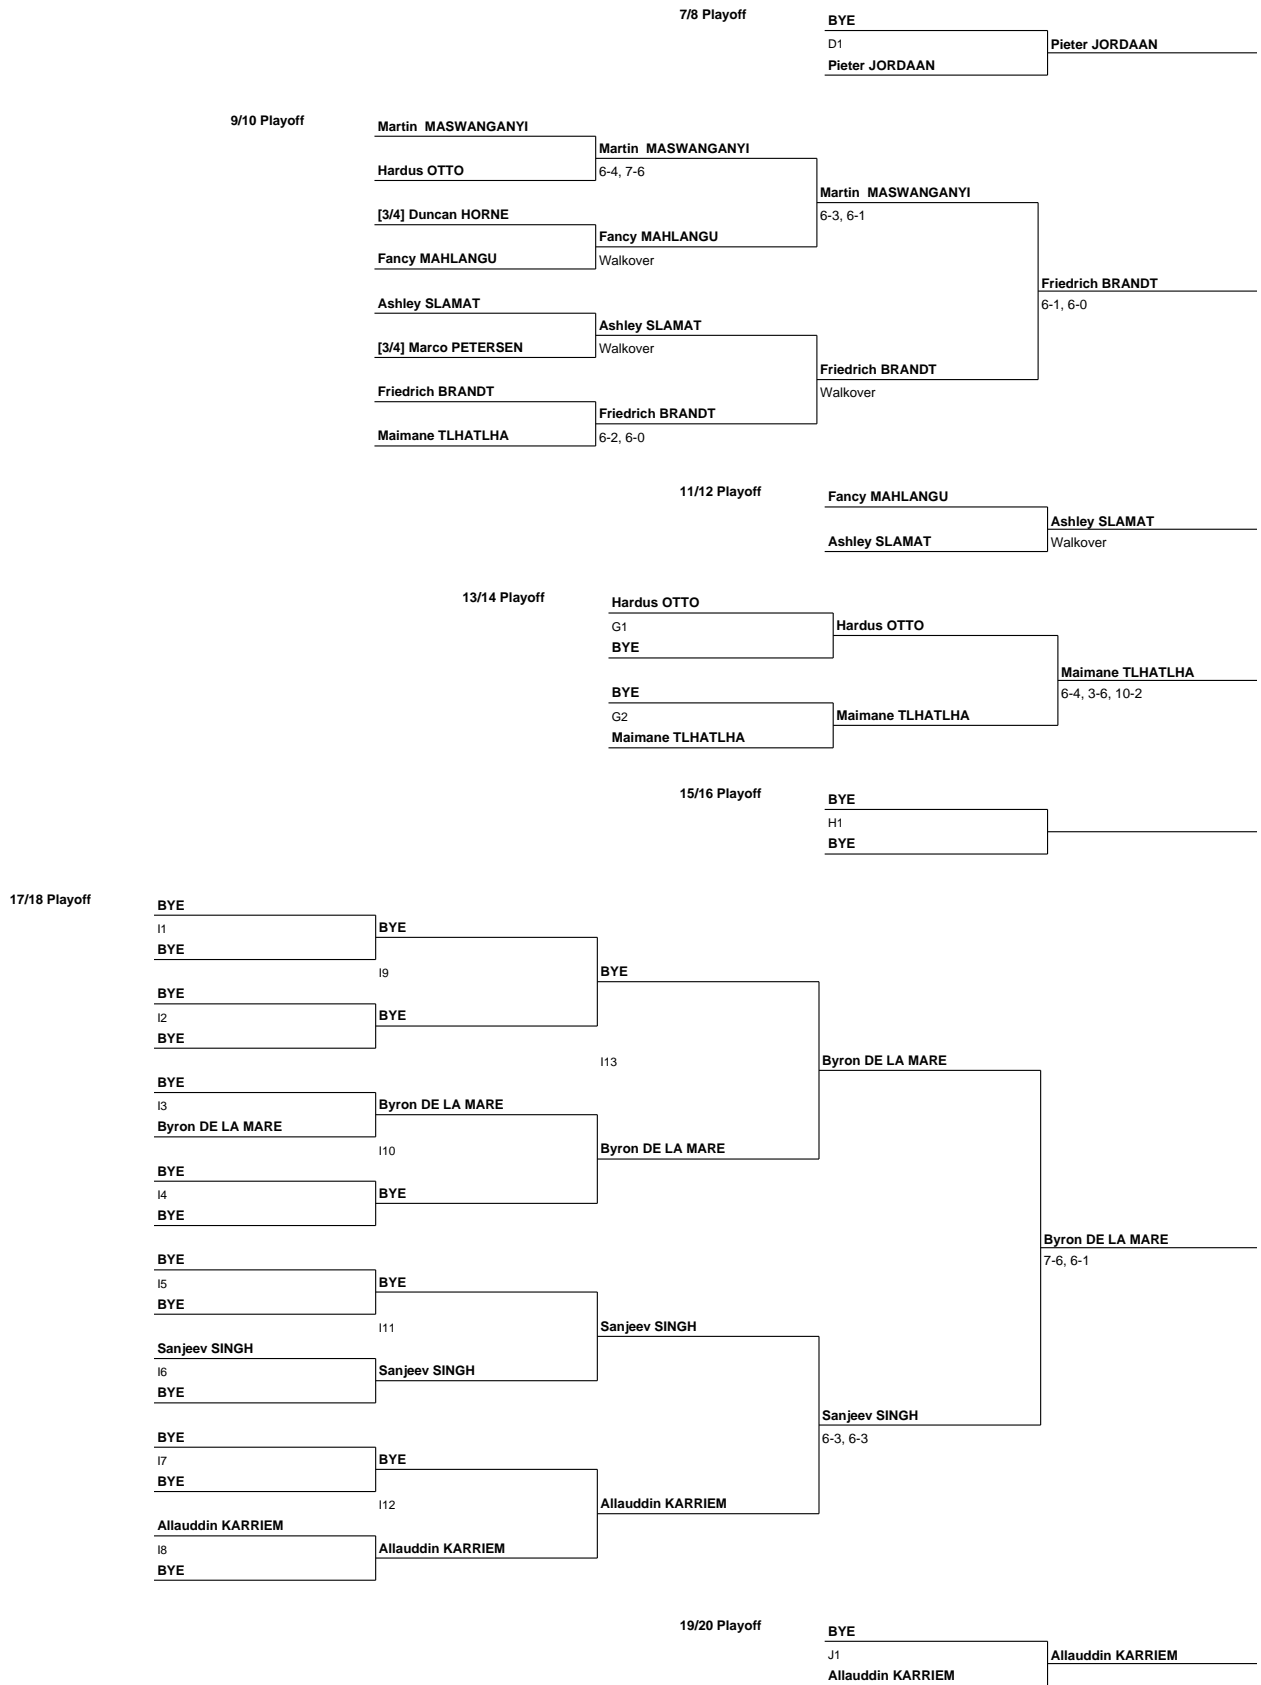 7/8 Playoff
BYE
D1
Pieter JORDAAN
Pieter JORDAAN
9/10 Playoff
Martin MASWANGANYI
Martin MASWANGANYI
Hardus OTTO
6-4, 7-6
Martin MASWANGANYI
[3/4] Duncan HORNE
6-3, 6-1
Fancy MAHLANGU
Fancy MAHLANGU
Walkover
Friedrich BRANDT
Ashley SLAMAT
6-1, 6-0
Ashley SLAMAT
[3/4] Marco PETERSEN
Walkover
Friedrich BRANDT
Friedrich BRANDT
Walkover
Friedrich BRANDT
Maimane TLHATLHA
6-2, 6-0
11/12 Playoff
Fancy MAHLANGU
Ashley SLAMAT
Ashley SLAMAT
Walkover
13/14 Playoff
Hardus OTTO
G1
Hardus OTTO
BYE
Maimane TLHATLHA
BYE
6-4, 3-6, 10-2
G2
Maimane TLHATLHA
Maimane TLHATLHA
15/16 Playoff
BYE
H1
BYE
17/18 Playoff
BYE
I1
BYE
BYE
I9
BYE
BYE
I2
BYE
BYE
I13
Byron DE LA MARE
BYE
I3
Byron DE LA MARE
Byron DE LA MARE
I10
Byron DE LA MARE
BYE
I4
BYE
BYE
Byron DE LA MARE
7-6, 6-1
BYE
I5
BYE
BYE
I11
Sanjeev SINGH
Sanjeev SINGH
I6
Sanjeev SINGH
BYE
Sanjeev SINGH
6-3, 6-3
BYE
I7
BYE
BYE
I12
Allauddin KARRIEM
Allauddin KARRIEM
I8
Allauddin KARRIEM
BYE
19/20 Playoff
BYE
J1
Allauddin KARRIEM
Allauddin KARRIEM